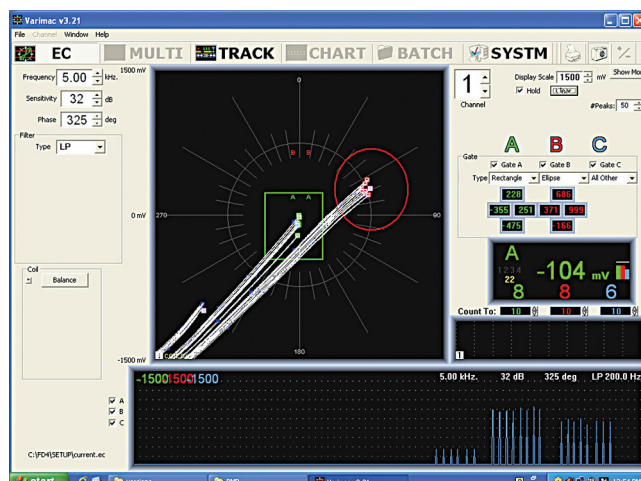 Varimac v3.21
File Channel Window Help
EC MULTI TRACK CHART BATCH SYSTM
Frequency 5.00 kHz.
Sensitivity 32 dB
Phase 325 deg
Filter
Type LP
Coil
Balance
A
B
C
C:\FD4\SETUP\current.ec
1500 mV
0 mV
-1500 mV
0
270
90
180
B B
A A
1
Channel
Display Scale 1500 mV Show
Hold Clear
#Peaks: 50
A B C
Gate
Gate A Gate B Gate C
Type Rectangle Ellipse All Other
228 686
-355 251 371 999
-475 -166
A
1234
22
-104 mV
8 8 6
Count To: 10 10 10
1
-1500 1500 -1500 5.00 kHz. 32 dB 325 deg LP 200.0 Hz
start